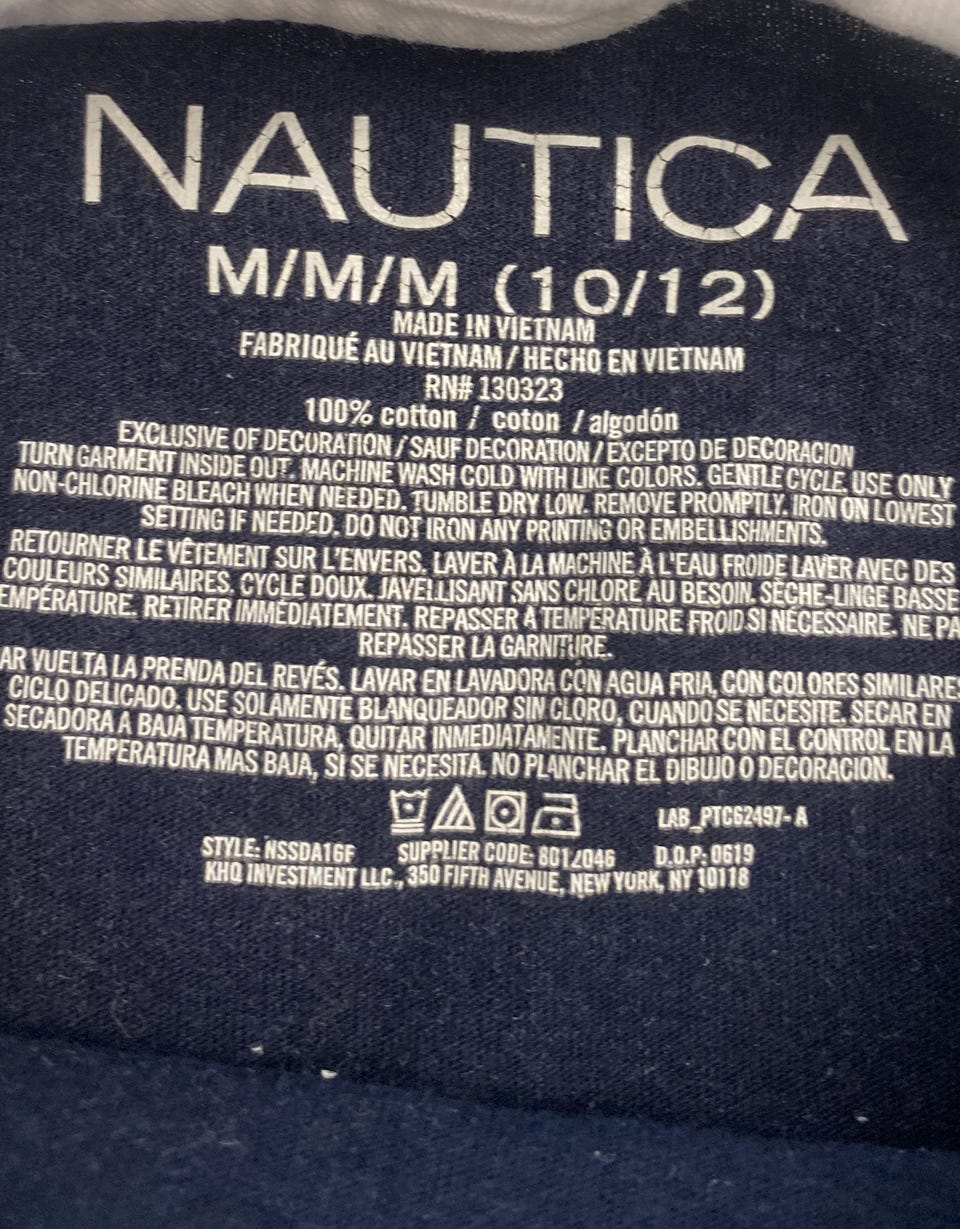 NAUTICA
M/M/M (10/12)
MADE IN VIETNAM
FABRIQUÉ AU VIETNAM / HECHO EN VIETNAM
RN# 130323
100% cotton / coton / algodón
EXCLUSIVE OF DECORATION / SAUF DECORATION / EXCEPTO DE DECORACION
TURN GARMENT INSIDE OUT. MACHINE WASH COLD WITH LIKE COLORS. GENTLE CYCLE. USE ONLY
NON-CHLORINE BLEACH WHEN NEEDED. TUMBLE DRY LOW. REMOVE PROMPTLY. IRON ON LOWEST
SETTING IF NEEDED. DO NOT IRON ANY PRINTING OR EMBELLISHMENTS.
RETOURNER LE VÊTEMENT SUR L'ENVERS. LAVER À LA MACHINE À L'EAU FROIDE LAVER AVEC DES
COULEURS SIMILAIRES. CYCLE DOUX. JAVELLISANT SANS CHLORE AU BESOIN. SÈCHE-LINGE BASSE
EMPÉRATURE. RETIRER IMMÉDIATEMENT. REPASSER À TEMPÉRATURE FROID SI NÉCESSAIRE. NE PA
REPASSER LA GARNITURE.
AR VUELTA LA PRENDA DEL REVÉS. LAVAR EN LAVADORA CON AGUA FRIA, CON COLORES SIMILARES
CICLO DELICADO. USE SOLAMENTE BLANQUEADOR SIN CLORO, CUANDO SE NECESITE. SECAR EN
SECADORA A BAJA TEMPERATURA, QUITAR INMEDIATAMENTE. PLANCHAR CON EL CONTROL EN LA
TEMPERATURA MAS BAJA, SI SE NECESITA. NO PLANCHAR EL DIBUJO O DECORACION.
LAB_PTC62497-A
STYLE: NSSDA16F SUPPLIER CODE: 8012046 D.O.P: 0619
KHQ INVESTMENT LLC., 350 FIFTH AVENUE, NEW YORK, NY 10118